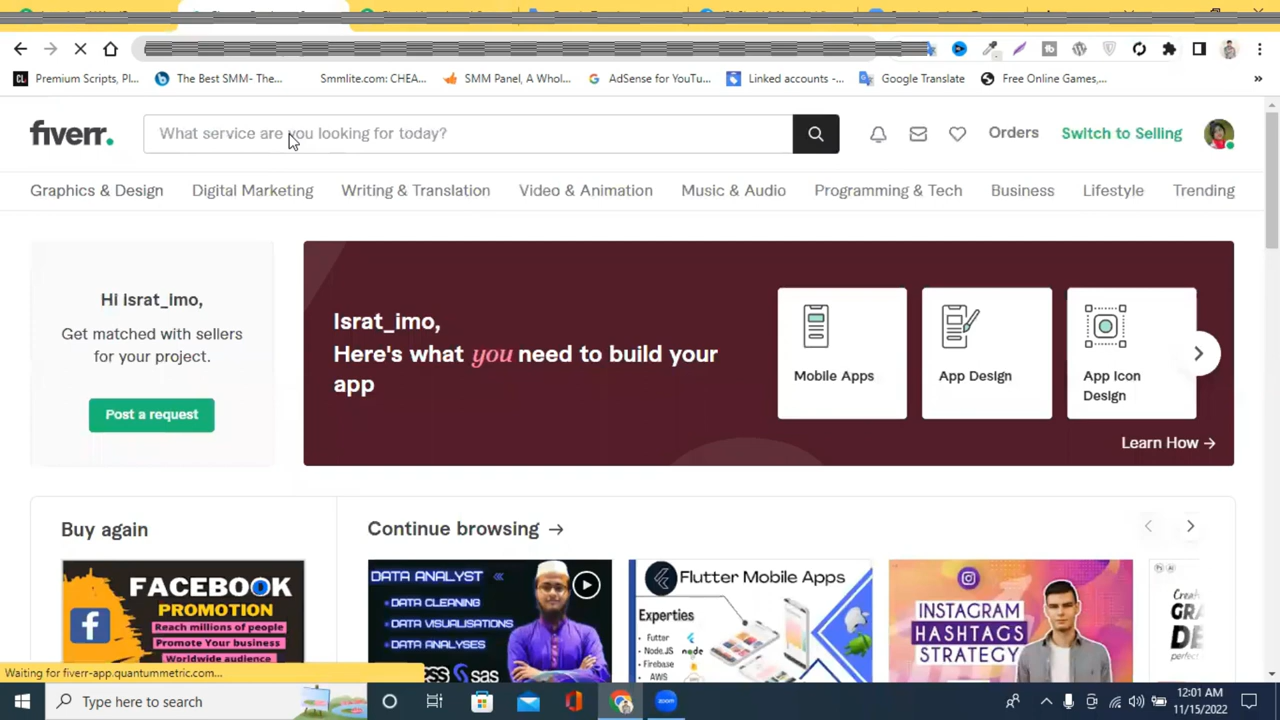 CL Premium Scripts, Pl...
The Best SMM- The...
Smmlite.com: CHEA...
SMM Panel, A Whol...
AdSense for YouTu...
Linked accounts -...
Google Translate
Free Online Games,...
»
fiverr.
What service are you looking for today?
Orders
Switch to Selling
Graphics & Design
Digital Marketing
Writing & Translation
Video & Animation
Music & Audio
Programming & Tech
Business
Lifestyle
Trending
Hi Israt_imo,
Get matched with sellers
for your project.
Post a request
Israt_imo,
Here's what you need to build your
app
Mobile Apps
App Design
App Icon
Design
Learn How →
Buy again
Continue browsing →
FACEBOOK
PROMOTION
Reach millions of people
Promote Your business
Worldwide audience
DATA ANALYST
DATA CLEANING
DATA VISUALISATIONS
DATA ANALYSES
sas
Flutter Mobile Apps
Experties
Futter
Node.JS
Firebase
AWS
node
INSTAGRAM
HASHTAGS
STRATEGY
Waiting for fiverr-app.quantummetric.com...
Type here to search
zoom
12:01 AM
11/15/2022